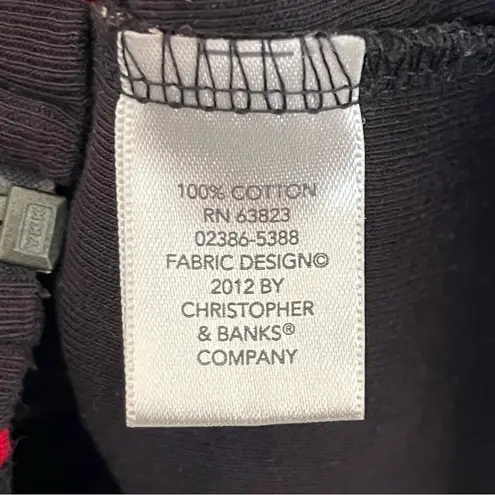 100% COTTON
RN 63823
02386-5388
FABRIC DESIGN©
2012 BY
CHRISTOPHER
& BANKS®
COMPANY